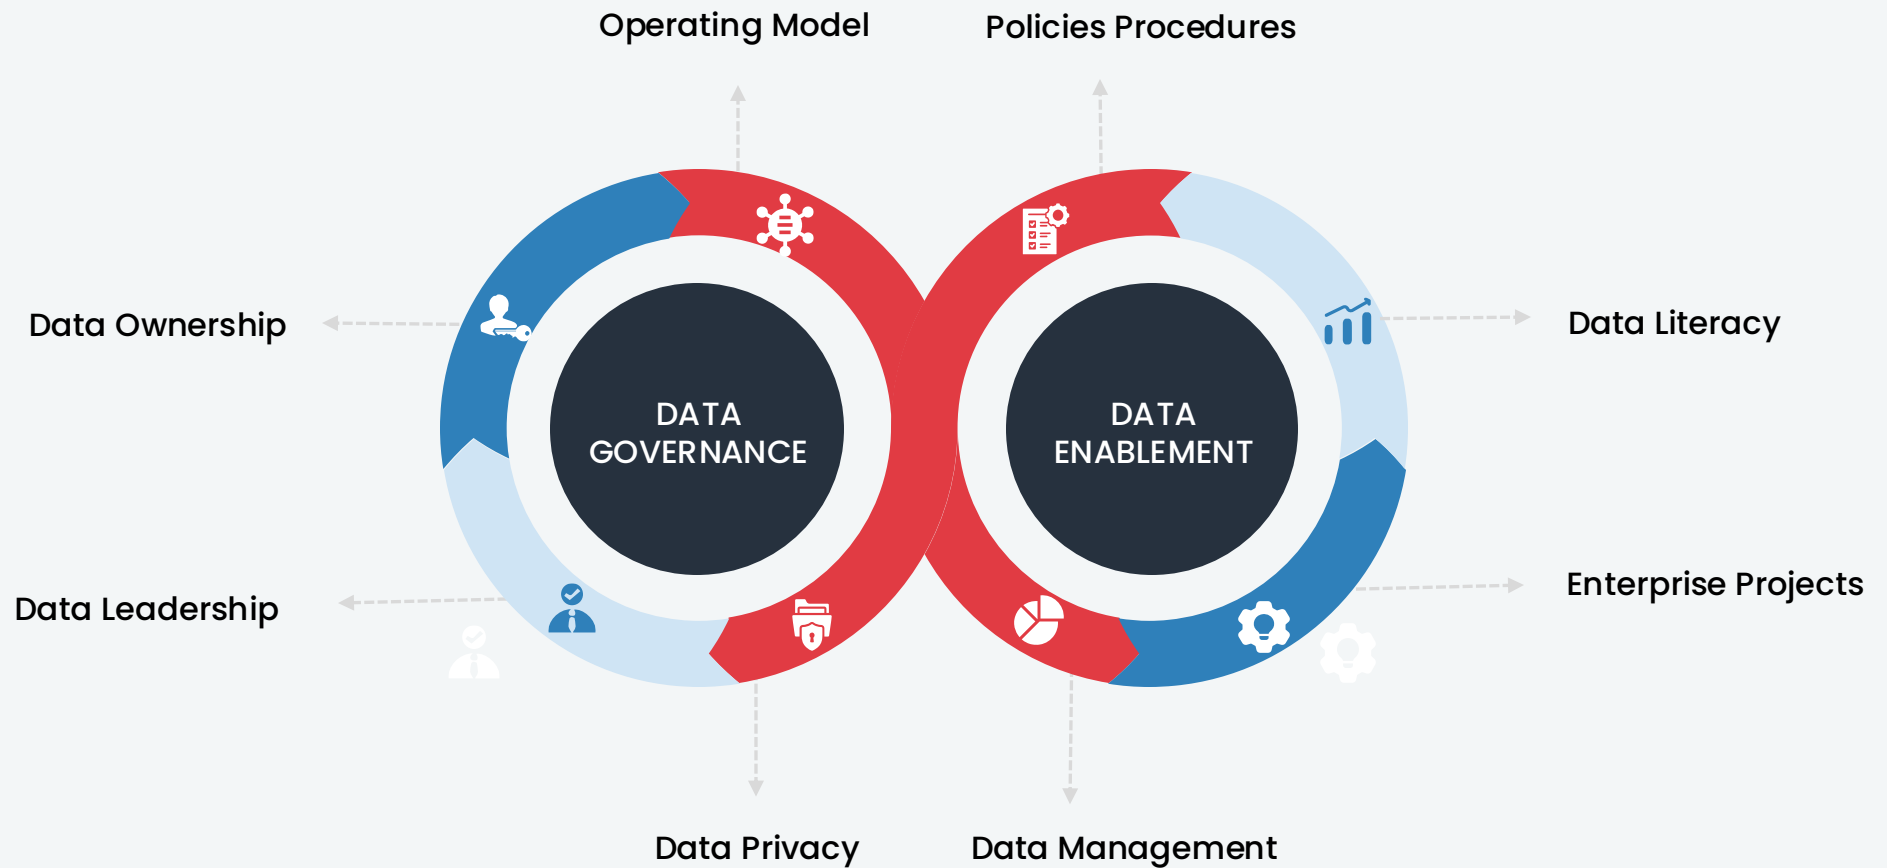 Operating Model
Policies Procedures
Data Ownership
Data Literacy
DATA
GOVERNANCE
DATA
ENABLEMENT
Data Leadership
Enterprise Projects
Data Privacy
Data Management